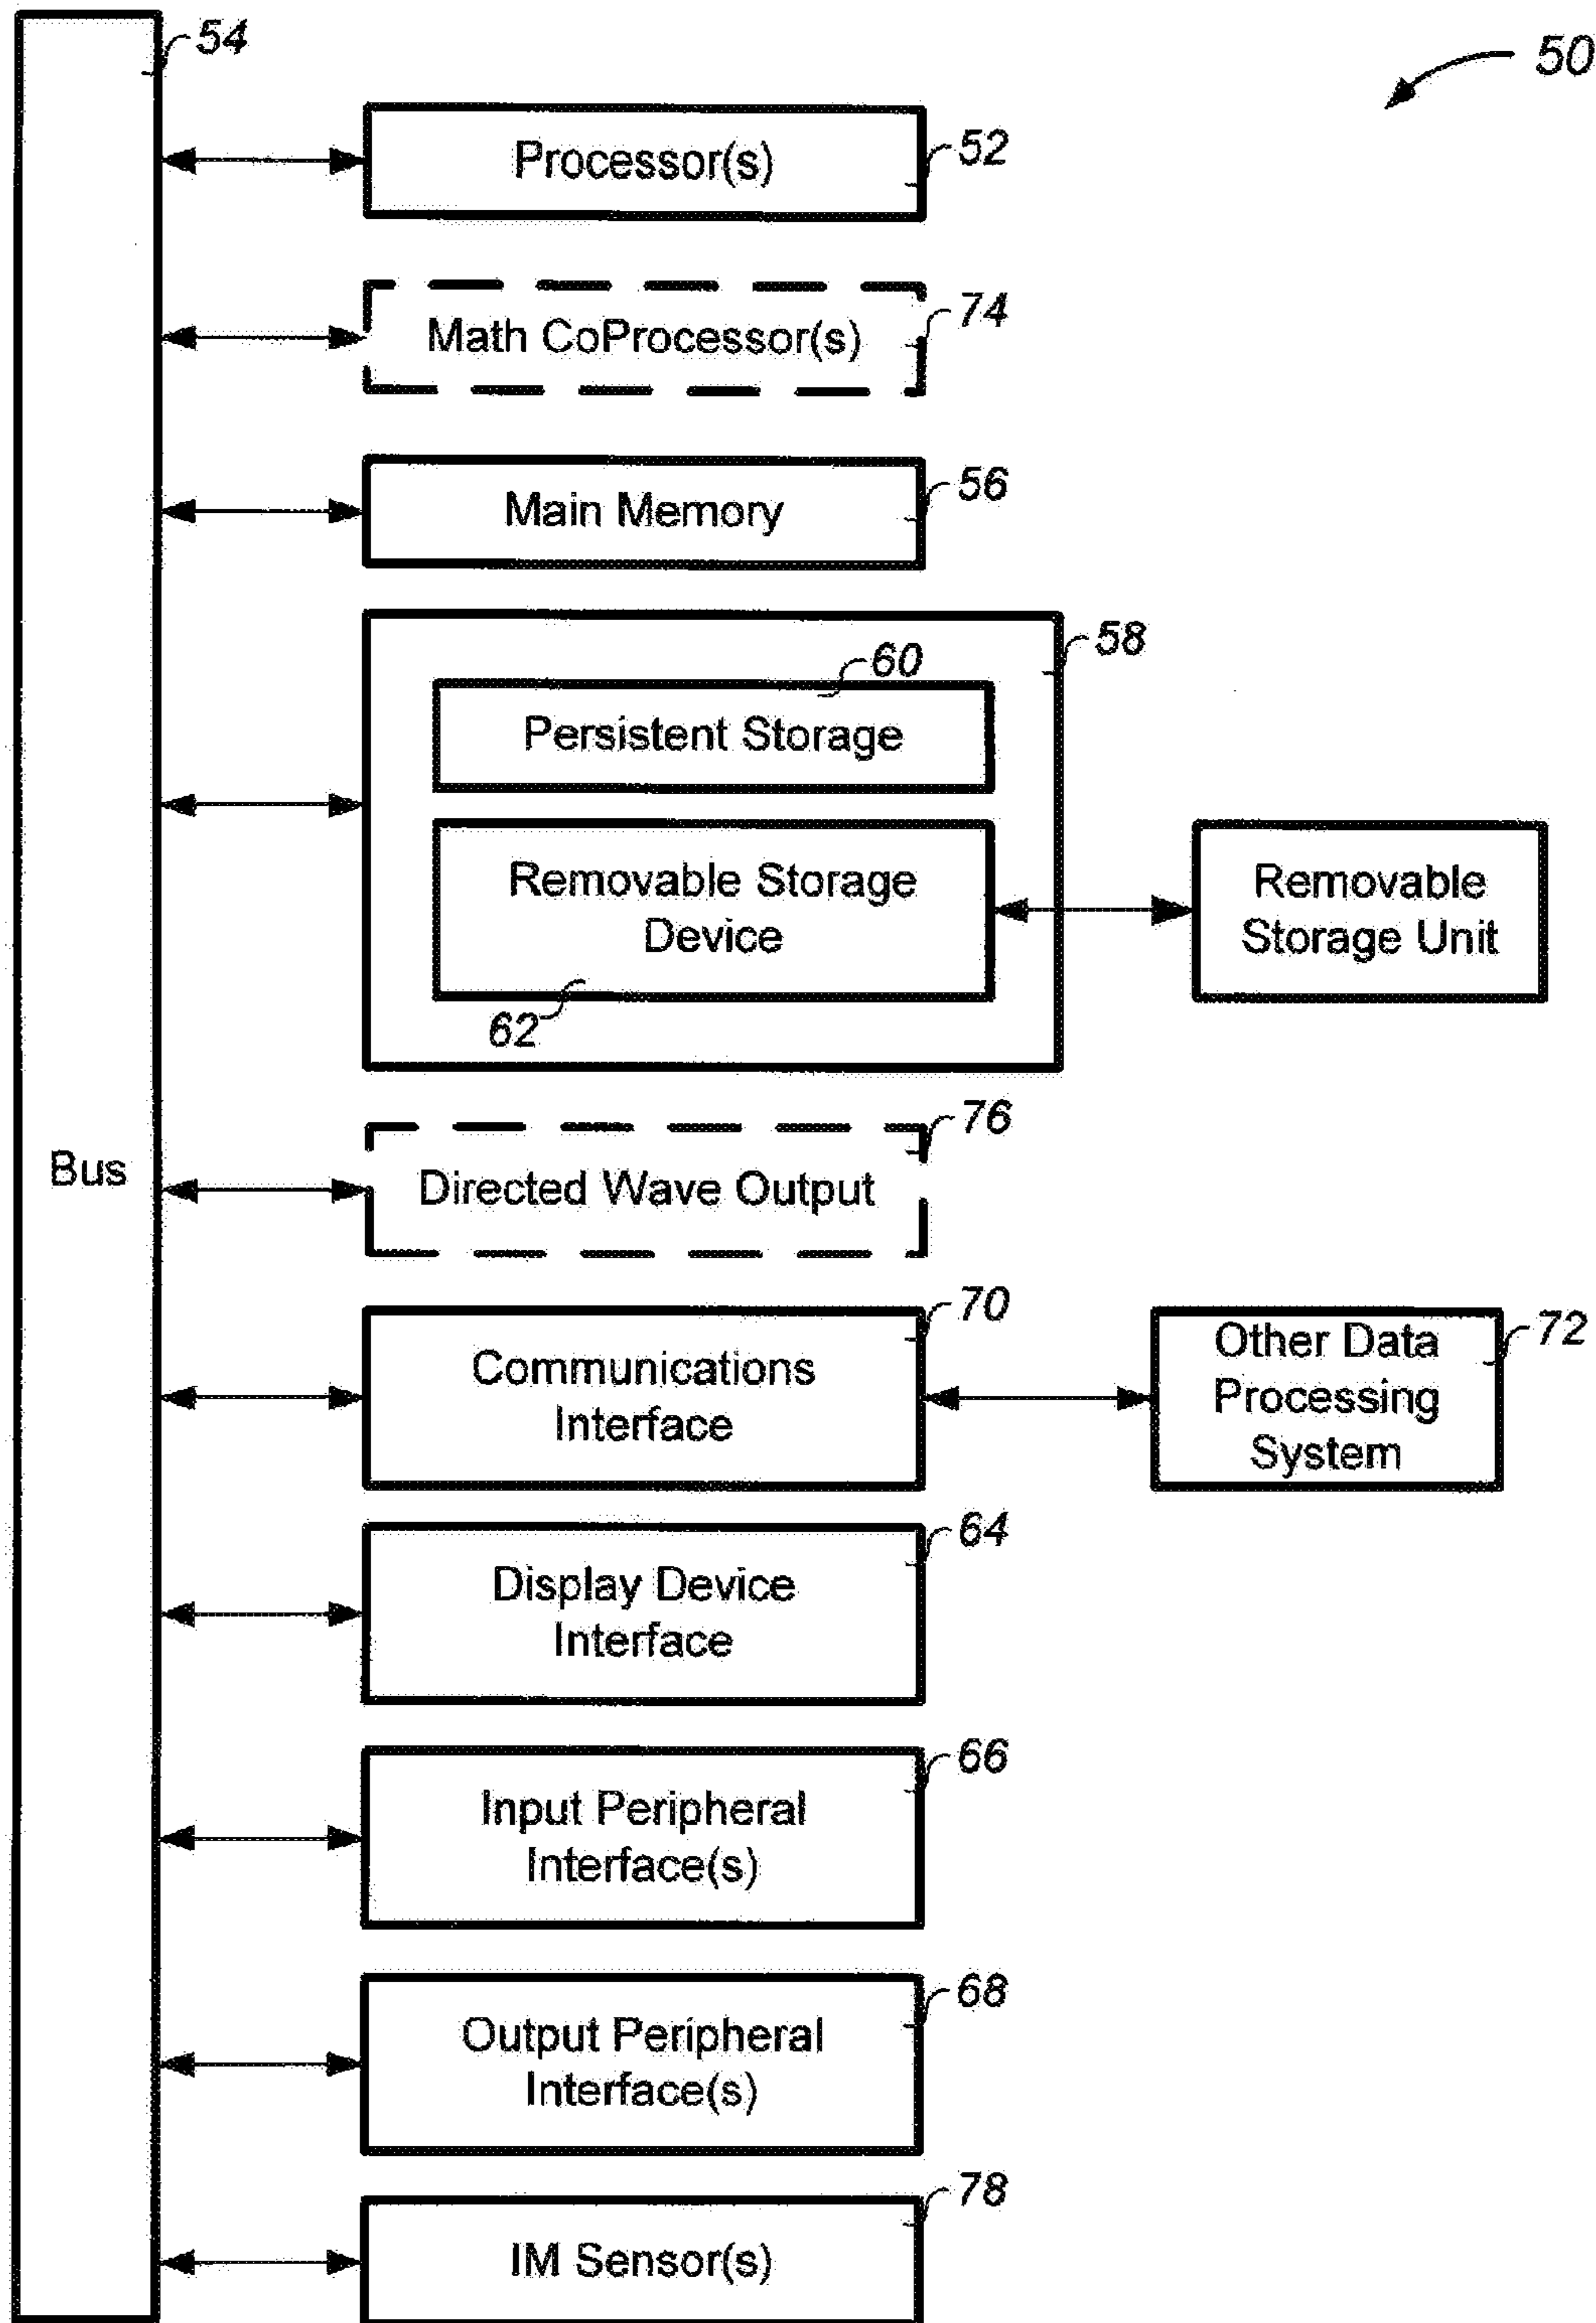 54
50
Processor(s)
52
Math CoProcessor(s)
74
Main Memory
56
58
60
Persistent Storage
Removable Storage
Device
62
Removable
Storage Unit
Bus
76
Directed Wave Output
70
Communications
Interface
Other Data
Processing
System
72
64
Display Device
Interface
66
Input Peripheral
Interface(s)
68
Output Peripheral
Interface(s)
78
IM Sensor(s)